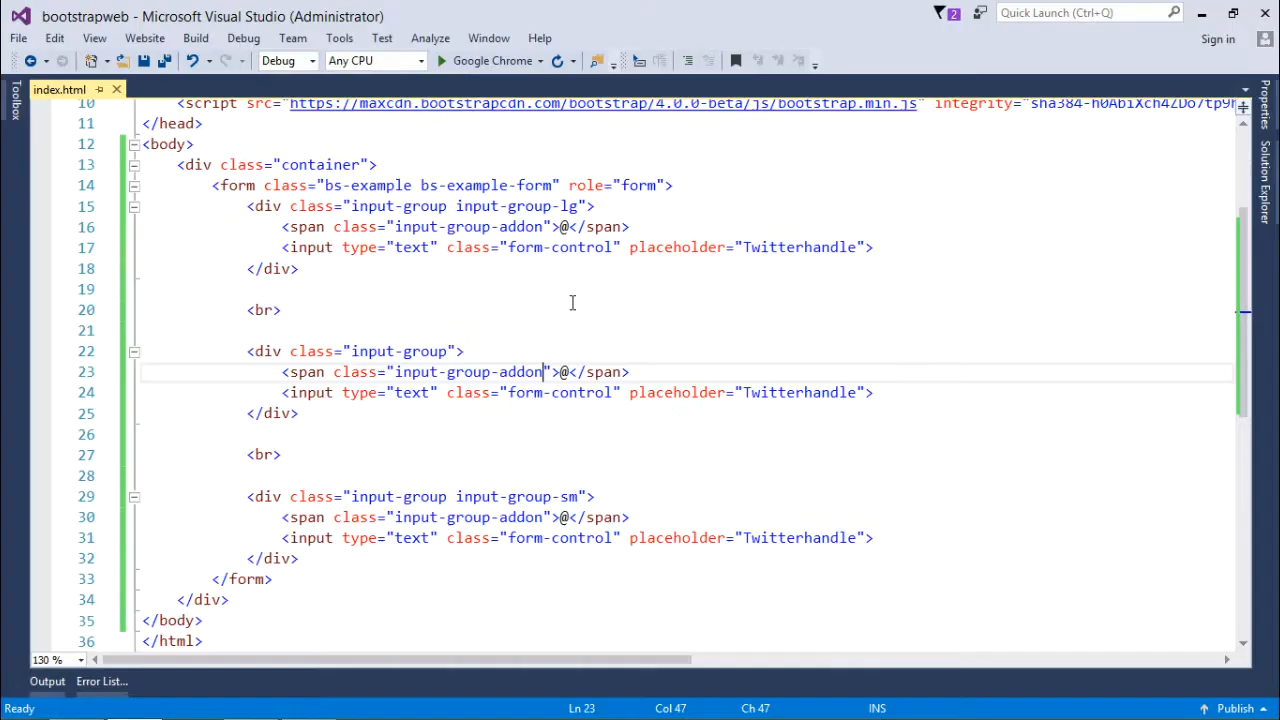 bootstrapweb - Microsoft Visual Studio (Administrator)
2
Quick Launch (Ctrl+Q)
File Edit View Website Build Debug Team Tools Test Analyze Window Help
Sign in
Debug Any CPU Google Chrome
index.html
Toolbox
Properties
Solution Explorer
10 <script src="https://maxcdn.bootstrapcdn.com/bootstrap/4.0.0-beta/js/bootstrap.min.js" integrity="sha384-h0AbiXch4ZDo7tp9
11 </head>
12 <body>
13 <div class="container">
14 <form class="bs-example bs-example-form" role="form">
15 <div class="input-group input-group-lg">
16 <span class="input-group-addon">@</span>
17 <input type="text" class="form-control" placeholder="Twitterhandle">
18 </div>
19
20 <br>
21
22 <div class="input-group">
23 <span class="input-group-addon">@</span>
24 <input type="text" class="form-control" placeholder="Twitterhandle">
25 </div>
26
27 <br>
28
29 <div class="input-group input-group-sm">
30 <span class="input-group-addon">@</span>
31 <input type="text" class="form-control" placeholder="Twitterhandle">
32 </div>
33 </form>
34 </div>
35 </body>
36 </html>
130 %
Output Error List...
Ready Ln 23 Col 47 Ch 47 INS Publish